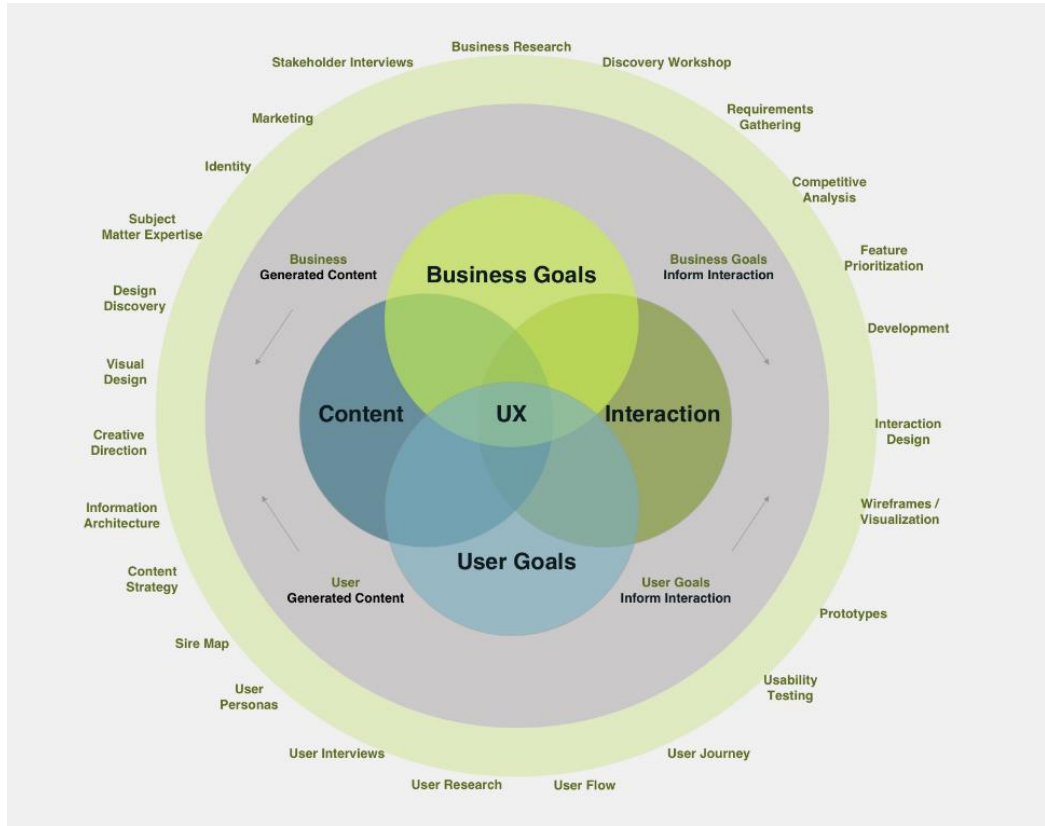 Business Research
Stakeholder Interviews
Discovery Workshop
Marketing
Requirements
Gathering
Identity
Competitive
Analysis
Subject
Matter Expertise
Feature
Prioritization
Business
Generated Content
Business Goals
Business Goals
Inform Interaction
Design
Discovery
Development
Visual
Design
Content
UX
Interaction
Creative
Direction
Interaction
Design
Information
Architecture
Wireframes /
Visualization
User Goals
Content
Strategy
User
Generated Content
User Goals
Inform Interaction
Prototypes
Sire Map
User
Personas
Usability
Testing
User Interviews
User Journey
User Research
User Flow